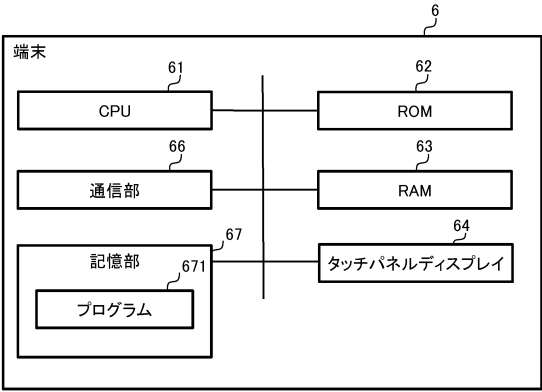 6
端末
61
CPU
62
ROM
66
通信部
63
RAM
67
記憶部
64
タッチパネルディスプレイ
671
プログラム